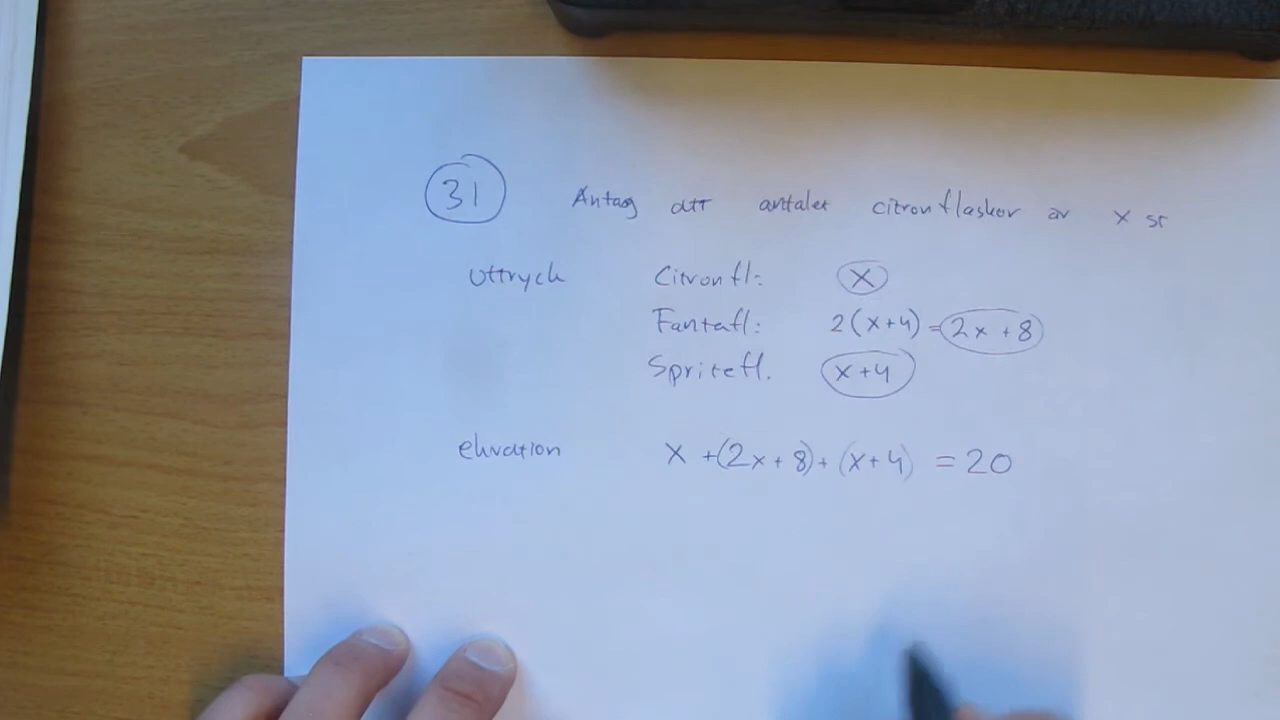 31 Antag att antalet citronflaskor är x st
Uttryck Citronfl: x
Fantafl: 2(x+4) = 2x+8
Spritefl. x+4
ekvation x +(2x+8)+(x+4) = 20